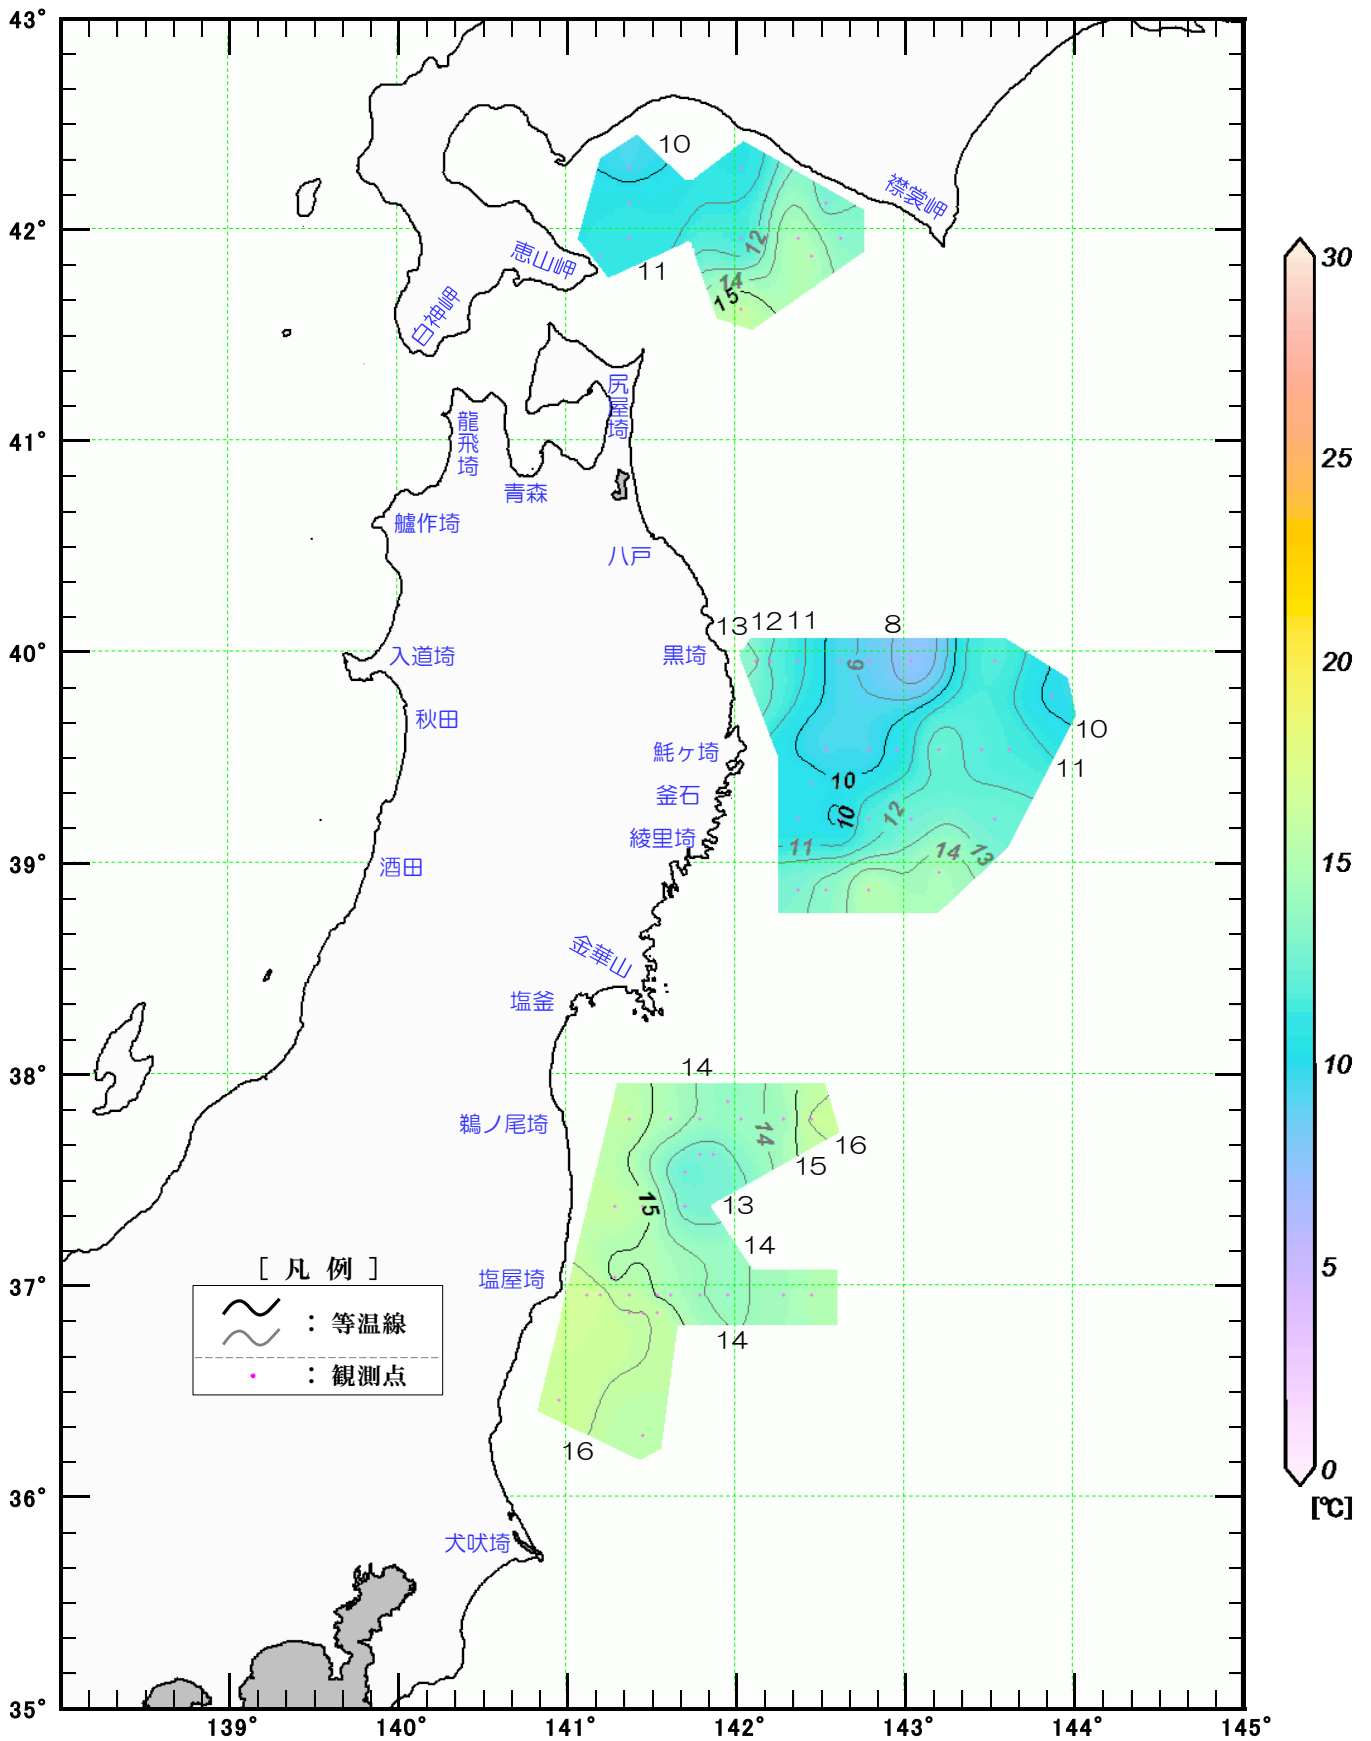 43°
42°
41°
40°
39°
38°
37°
36°
35°
139°
140°
141°
142°
143°
144°
145°
30
25
20
15
10
5
0
[℃]
10
襟裳岬
恵山岬
11
12
14
15
白神岬
尻屋埼
龍飛埼
青森
艫作埼
八戸
13
12
11
8
黒埼
入道埼
9
秋田
10
魹ヶ埼
11
10
釜石
10
12
綾里埼
11
14
13
酒田
金華山
塩釜
14
鵜ノ尾埼
14
16
15
15
13
14
塩屋埼
14
16
[ 凡 例 ]
： 等温線
： 観測点
犬吠埼